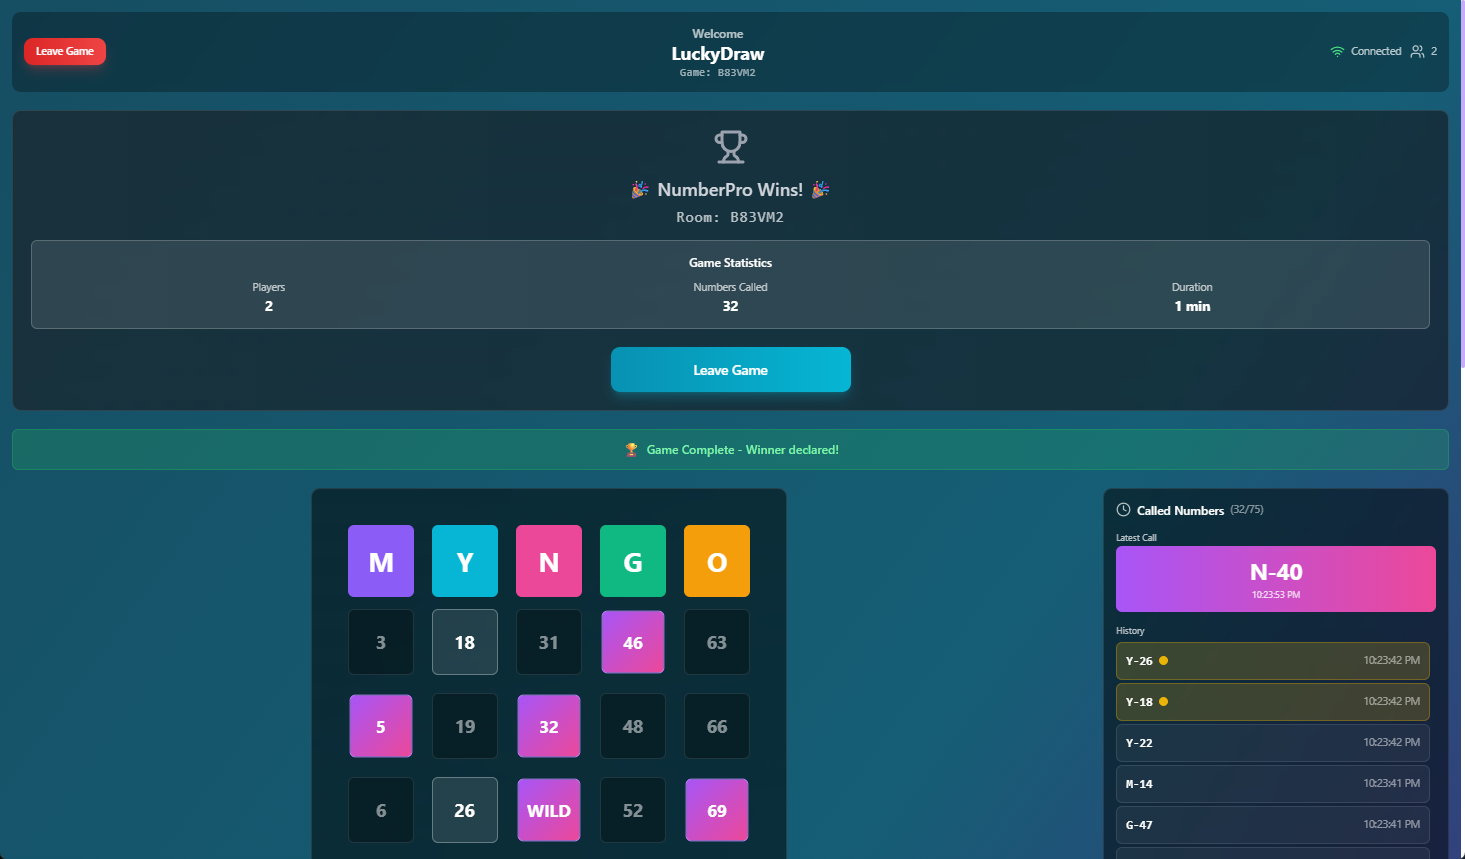 Leave Game
Welcome
LuckyDraw
Game: B83VM2
Connected 2
🎉 NumberPro Wins! 🎉
Room: B83VM2
Game Statistics
Players
2
Numbers Called
32
Duration
1 min
Leave Game
🏆 Game Complete - Winner declared!
M Y N G O
3 18 31 46 63
5 19 32 48 66
6 26 WILD 52 69
Called Numbers (32/75)
Latest Call
N-40
10:23:53 PM
History
Y-26 10:23:42 PM
Y-18 10:23:42 PM
Y-22 10:23:42 PM
M-14 10:23:41 PM
G-47 10:23:41 PM